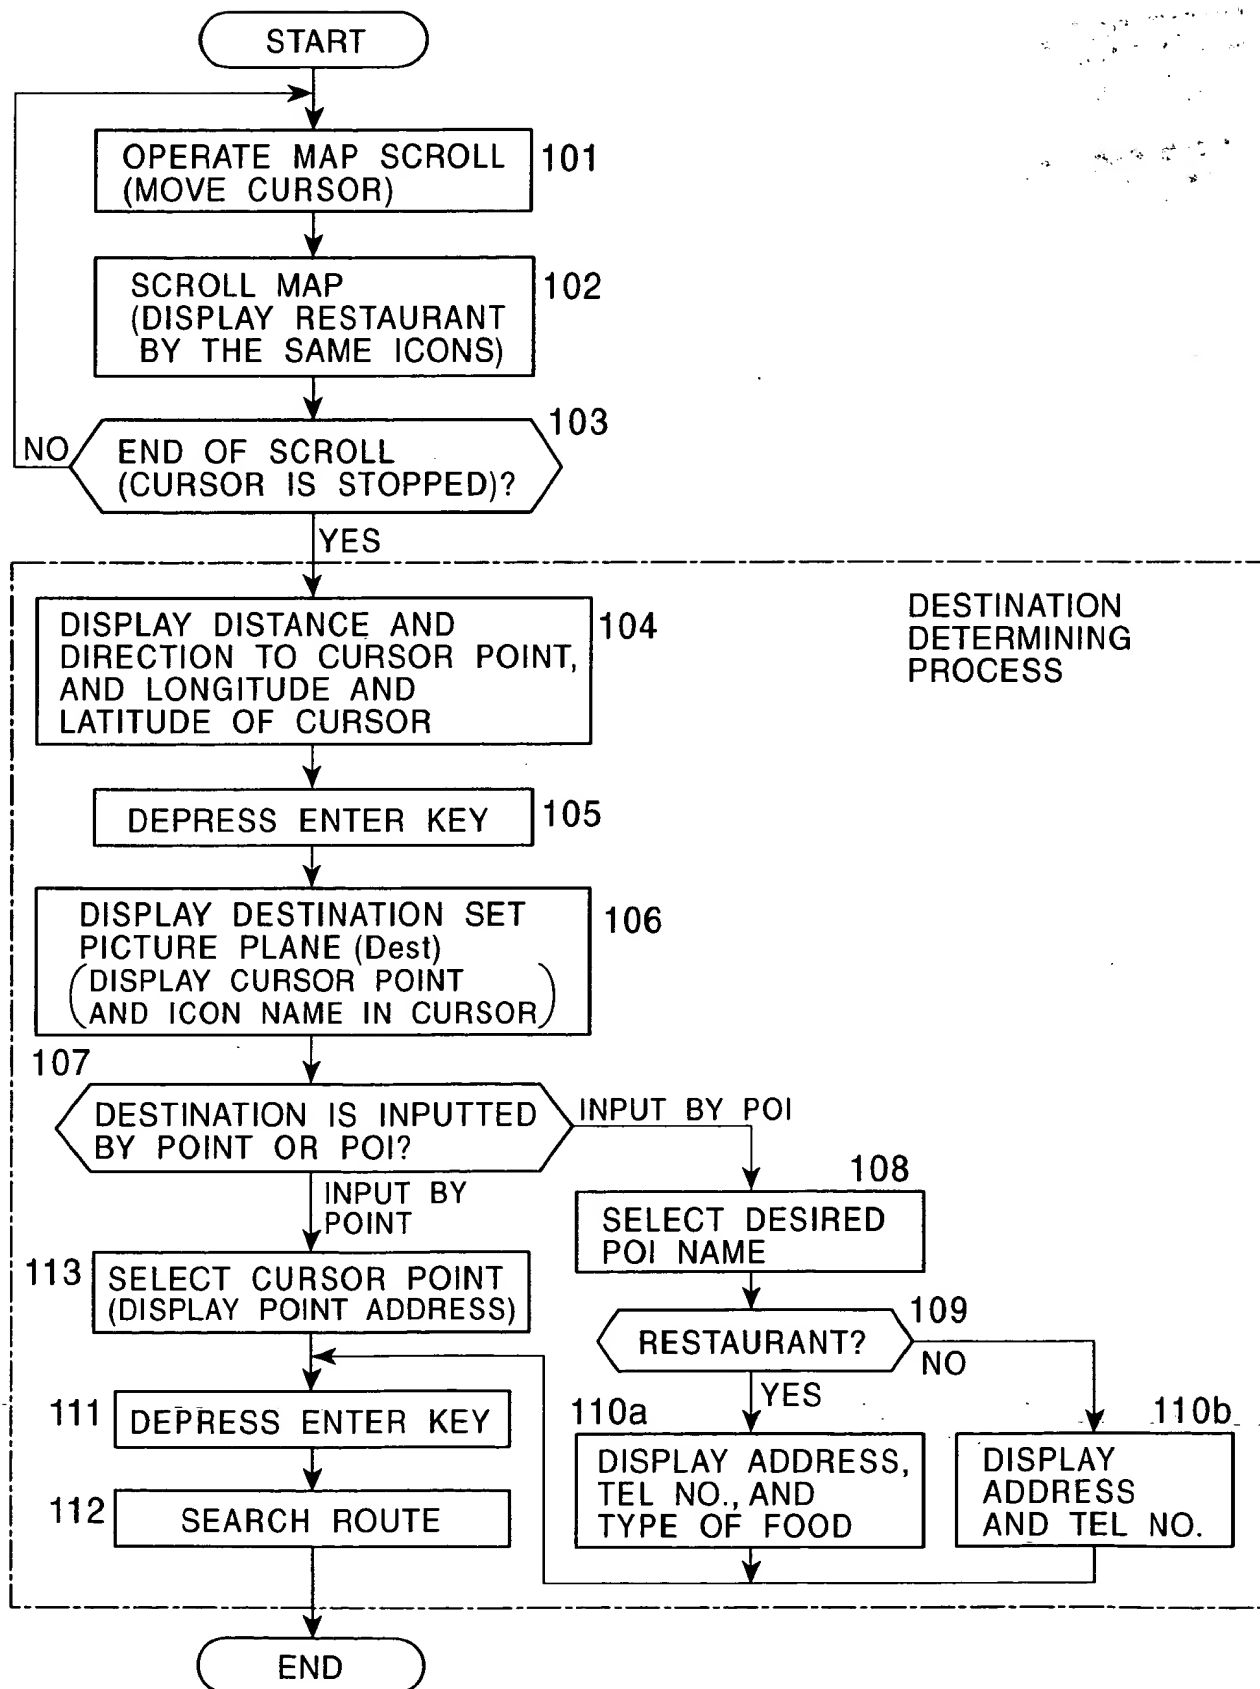 START
OPERATE MAP SCROLL
(MOVE CURSOR)
101
SCROLL MAP
(DISPLAY RESTAURANT
BY THE SAME ICONS)
102
103
NO
END OF SCROLL
(CURSOR IS STOPPED)?
YES
DESTINATION
DETERMINING
PROCESS
DISPLAY DISTANCE AND
DIRECTION TO CURSOR POINT,
AND LONGITUDE AND
LATITUDE OF CURSOR
104
DEPRESS ENTER KEY
105
DISPLAY DESTINATION SET
PICTURE PLANE (Dest)
(DISPLAY CURSOR POINT
AND ICON NAME IN CURSOR)
106
107
DESTINATION IS INPUTTED
BY POINT OR POI?
INPUT BY POI
INPUT BY
POINT
108
SELECT DESIRED
POI NAME
113
SELECT CURSOR POINT
(DISPLAY POINT ADDRESS)
109
RESTAURANT?
NO
YES
111
DEPRESS ENTER KEY
110a
DISPLAY ADDRESS,
TEL NO., AND
TYPE OF FOOD
110b
DISPLAY
ADDRESS
AND TEL NO.
112
SEARCH ROUTE
END